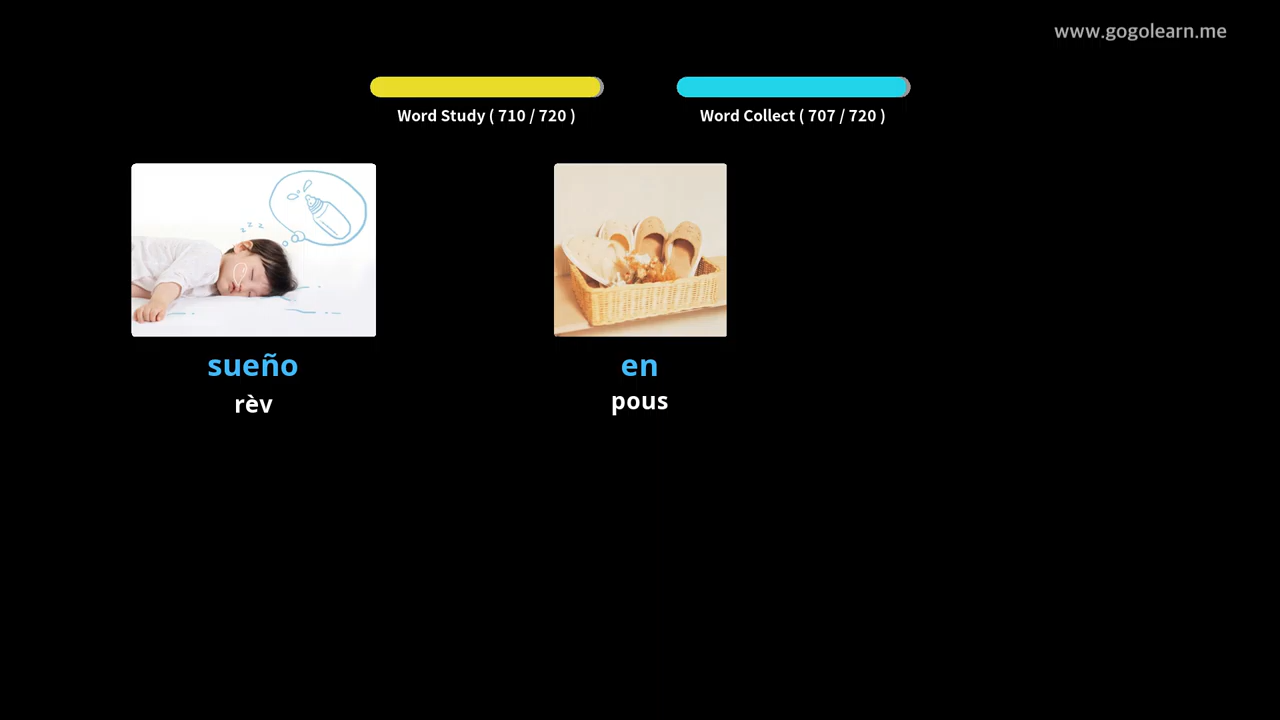 www.gogolearn.me
Word Study ( 710 / 720 )
Word Collect ( 707 / 720 )
z z z
sueño
en
rèv
pous